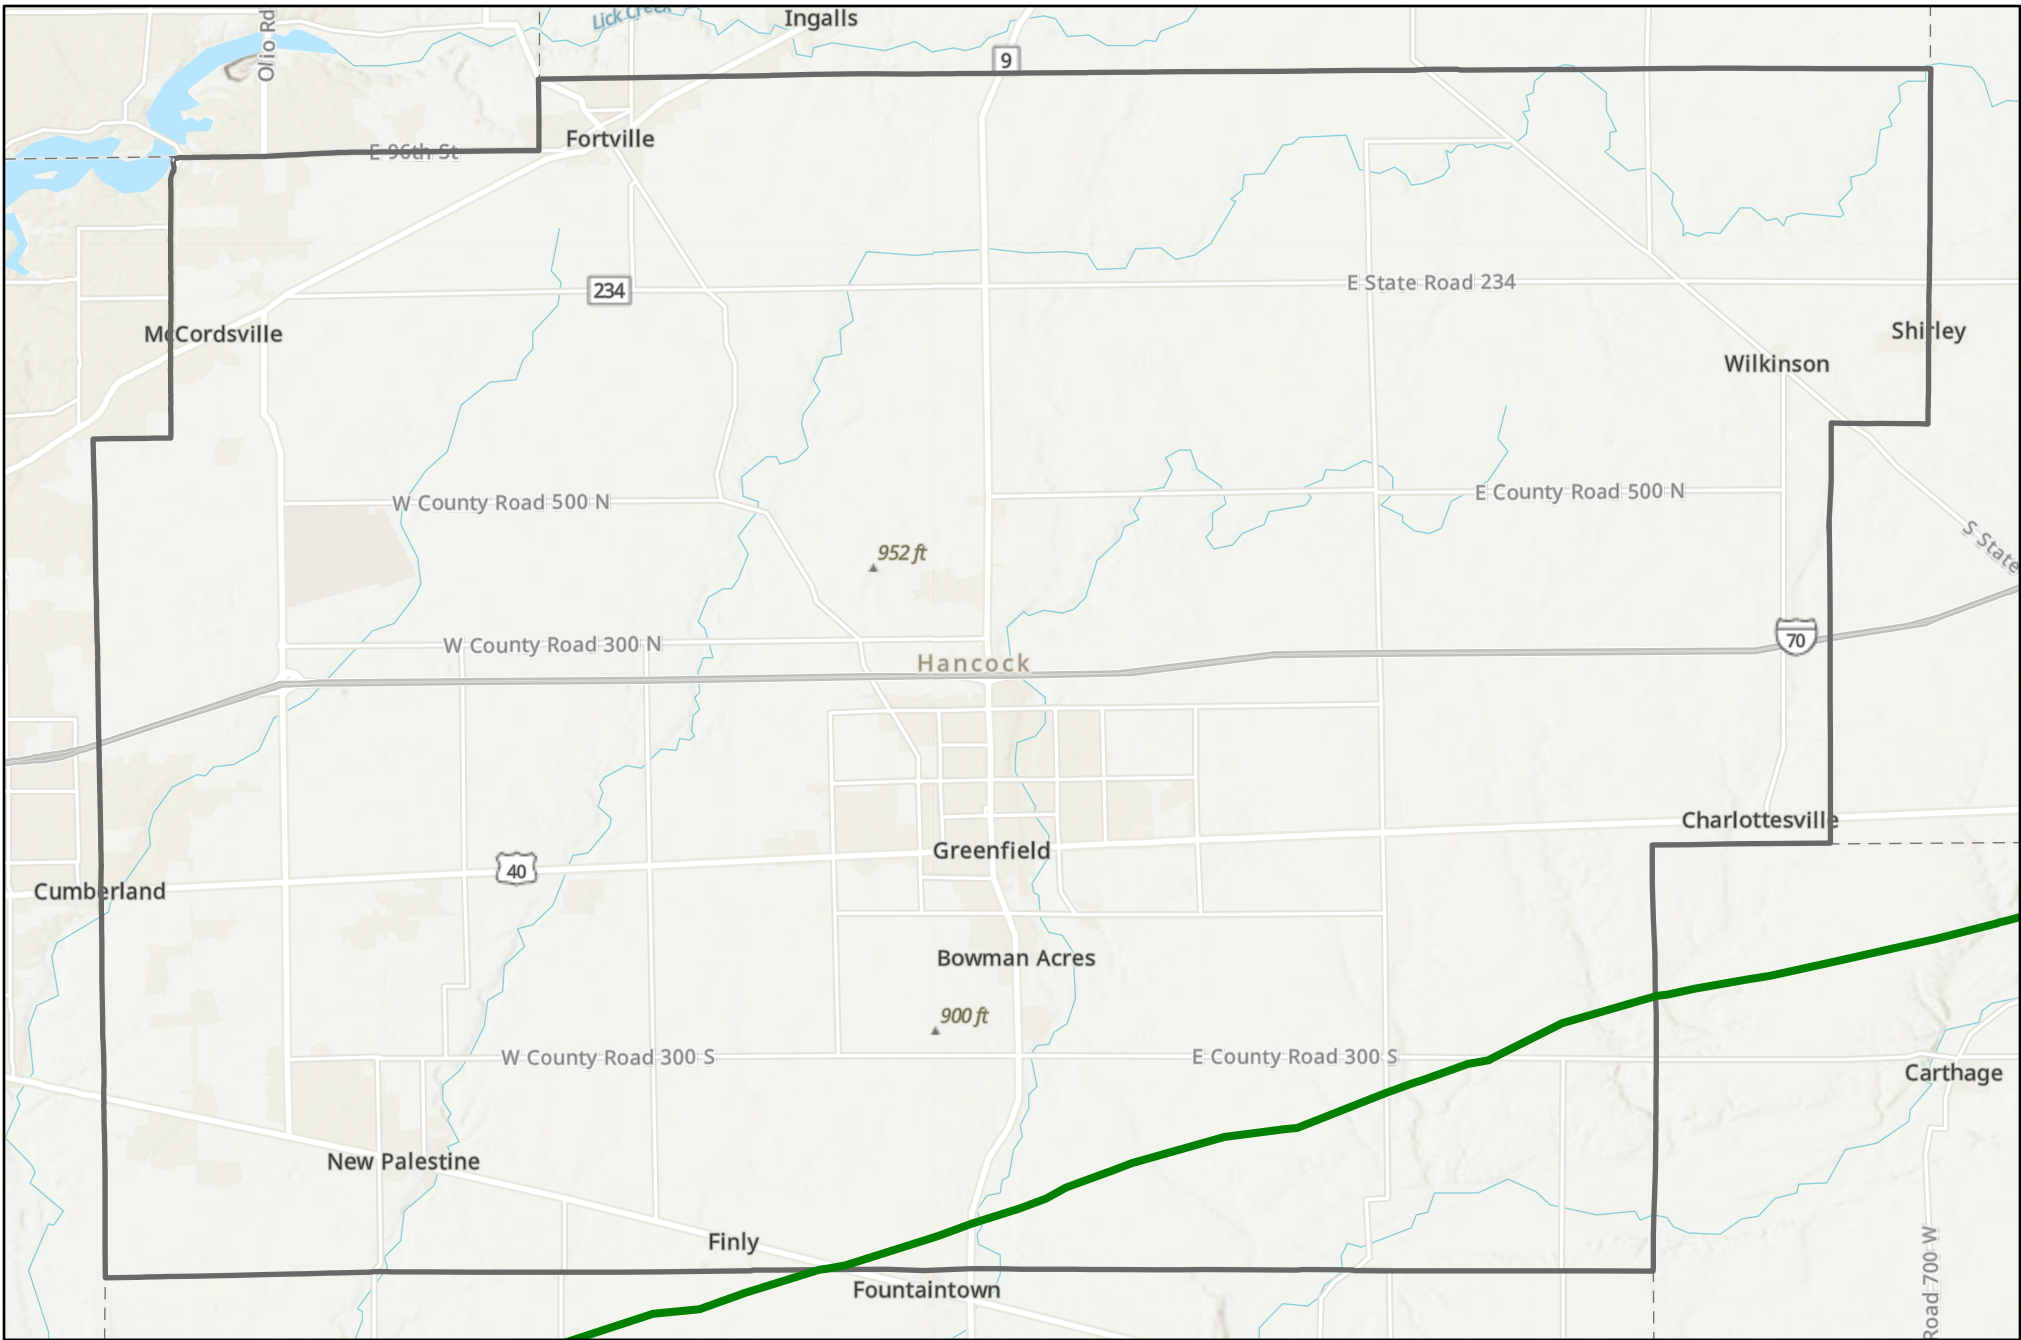 Olio Rd
Lick Creek
Ingalls
9
E 96th St
Fortville
234
E State Road 234
McCordsville
Shirley
Wilkinson
W County Road 500 N
E County Road 500 N
S State
952 ft
W County Road 300 N
Hancock
70
Charlottesville
Greenfield
40
Cumberland
Bowman Acres
900 ft
W County Road 300 S
E County Road 300 S
Carthage
New Palestine
Finly
Fountaintown
Road 700 W